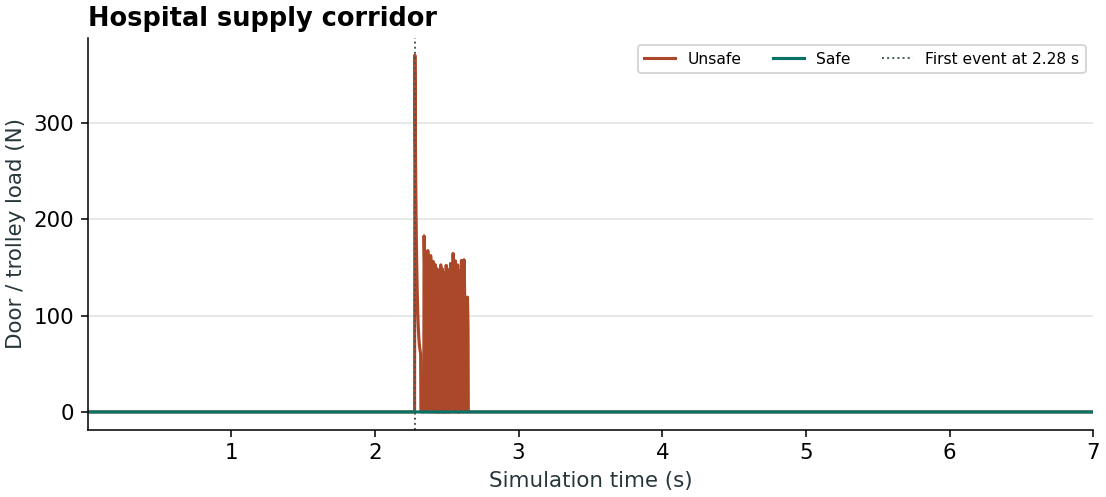 Hospital supply corridor
Unsafe
Safe
First event at 2.28 s
Door / trolley load (N)
300
200
100
0
1 2 3 4 5 6 7
Simulation time (s)